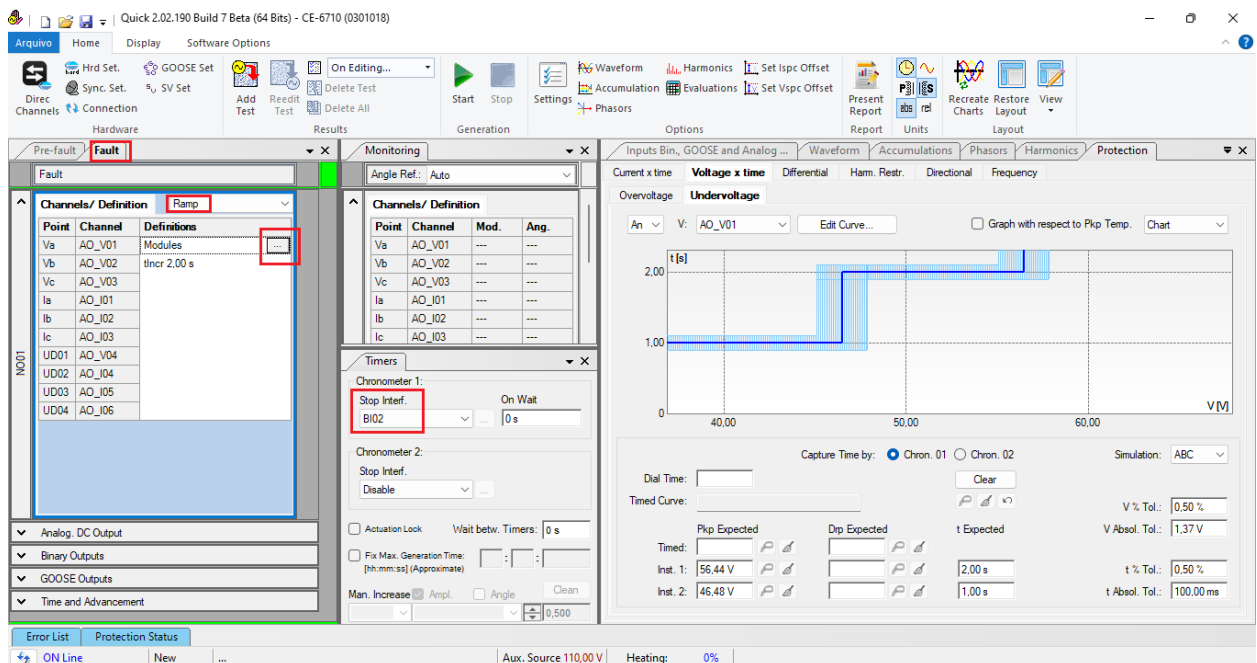 Quick 2.02.190 Build 7 Beta (64 Bits) - CE-6710 (0301018)
Arquivo Home Display Software Options
Direc Channels
Hrd Set.
Sync. Set.
Connection
GOOSE Set
SV Set
Hardware
Add Test
Reedit Test
On Editing...
Delete Test
Delete All
Results
Start
Stop
Generation
Settings
Waveform
Accumulation
Phasors
Harmonics
Evaluations
Set Ispc Offset
Set Vspc Offset
Options
Present Report
Report
abs rel
Units
Recreate Charts
Restore Layout
View
Layout
Pre-fault Fault
Fault
Channels/ Definition Ramp
Point Channel Definitions
Va AO_V01 Modules ...
Vb AO_V02 tIncr 2,00 s
Vc AO_V03
Ia AO_I01
Ib AO_I02
Ic AO_I03
UD01 AO_V04
UD02 AO_I04
UD03 AO_I05
UD04 AO_I06
NO01
Analog. DC Output
Binary Outputs
GOOSE Outputs
Time and Advancement
Monitoring
Angle Ref.: Auto
Channels/ Definition
Point Channel Mod. Ang.
Va AO_V01 --- ---
Vb AO_V02 --- ---
Vc AO_V03 --- ---
Ia AO_I01 --- ---
Ib AO_I02 --- ---
Ic AO_I03 --- ---
Timers
Chronometer 1:
Stop Interf. On Wait
BI02 ... 0 s
Chronometer 2:
Stop Interf.
Disable ...
Actuation Lock Wait betw. Timers: 0 s
Fix Max. Generation Time: : :
[hh:mm:ss] (Approximate)
Man. Increase Ampl. Angle Clean
0,500
Inputs Bin., GOOSE and Analog ... Waveform Accumulations Phasors Harmonics Protection
Current x time Voltage x time Differential Harm. Restr. Directional Frequency
Overvoltage Undervoltage
An V: AO_V01 Edit Curve... Graph with respect to Pkp Temp. Chart
t [s]
2,00
1,00
0
40,00 50,00 60,00
V [V]
Capture Time by: Chron. 01 Chron. 02 Simulation: ABC
Dial Time: Clear
Timed Curve: V % Tol.: 0,50 %
Pkp Expected Drp Expected t Expected V Absol. Tol.: 1,37 V
Timed:
Inst. 1: 56,44 V 2,00 s t % Tol.: 0,50 %
Inst. 2: 46,48 V 1,00 s t Absol. Tol.: 100,00 ms
Error List Protection Status
ON Line New ... Aux. Source 110,00 V Heating: 0%